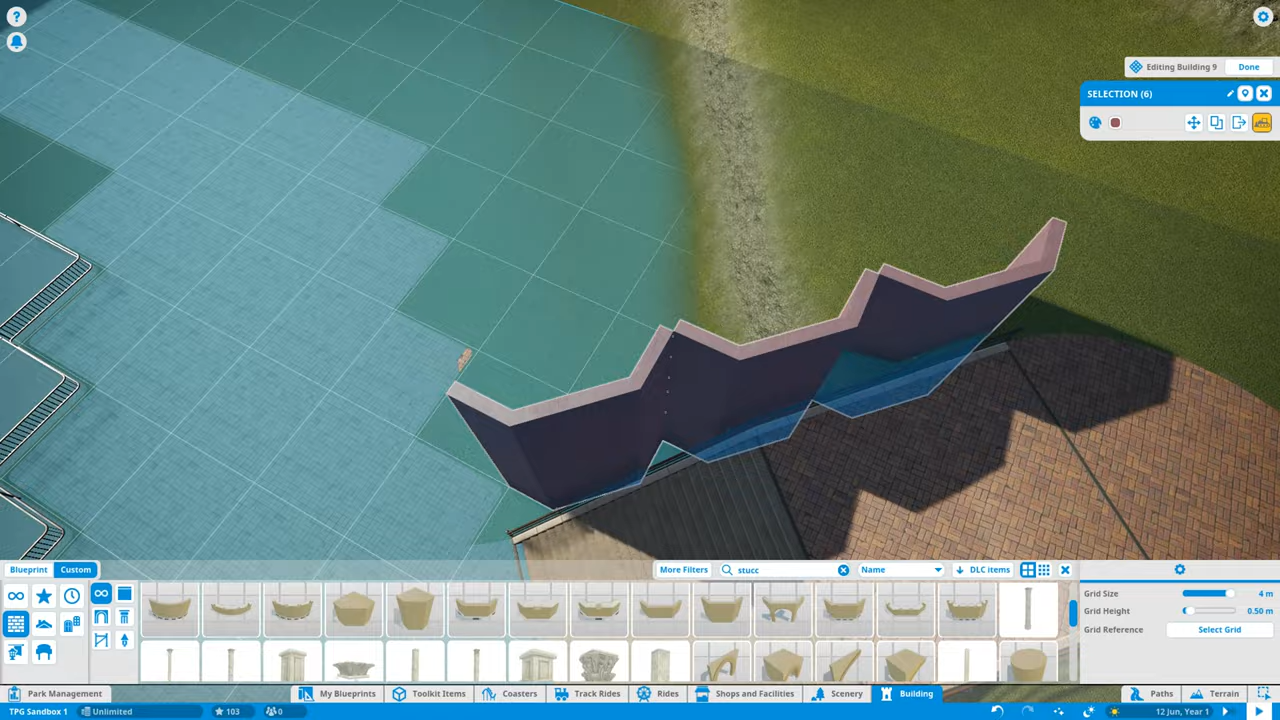 ?
Editing Building 9 Done
SELECTION (6)
Blueprint Custom More Filters stucc Name DLC items
Grid Size 4 m
Grid Height 0.50 m
Grid Reference Select Grid
Park Management My Blueprints Toolkit Items Coasters Track Rides Rides Shops and Facilities Scenery Building Paths Terrain
TPG Sandbox 1 Unlimited 103 0 12 Jun, Year 1